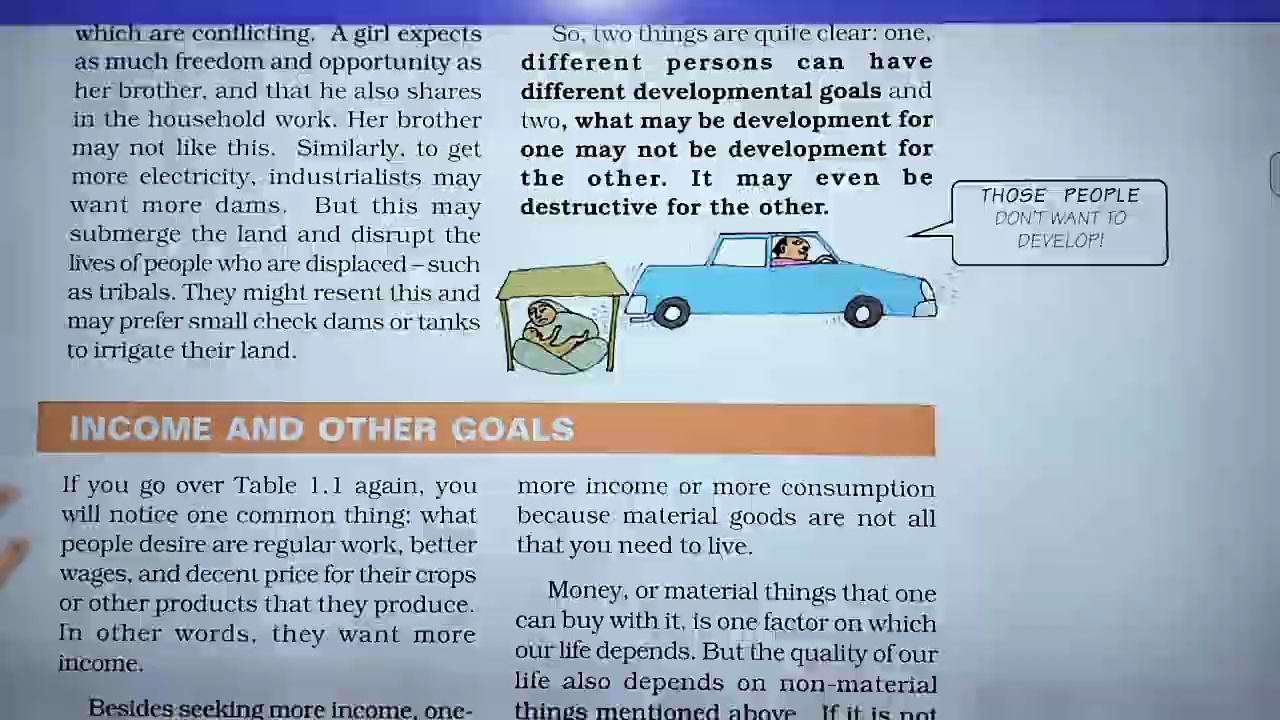 which are conflicting. A girl expects
as much freedom and opportunity as
her brother, and that he also shares
in the household work. Her brother
may not like this. Similarly, to get
more electricity, industrialists may
want more dams. But this may
submerge the land and disrupt the
lives of people who are displaced – such
as tribals. They might resent this and
may prefer small check dams or tanks
to irrigate their land.
So, two things are quite clear: one,
different persons can have
different developmental goals and
two, what may be development for
one may not be development for
the other. It may even be
destructive for the other.
THOSE PEOPLE
DON'T WANT TO
DEVELOP!
INCOME AND OTHER GOALS
If you go over Table 1.1 again, you
will notice one common thing: what
people desire are regular work, better
wages, and decent price for their crops
or other products that they produce.
In other words, they want more
income.
Besides seeking more income, one-
more income or more consumption
because material goods are not all
that you need to live.
Money, or material things that one
can buy with it, is one factor on which
our life depends. But the quality of our
life also depends on non-material
things mentioned above. If it is not